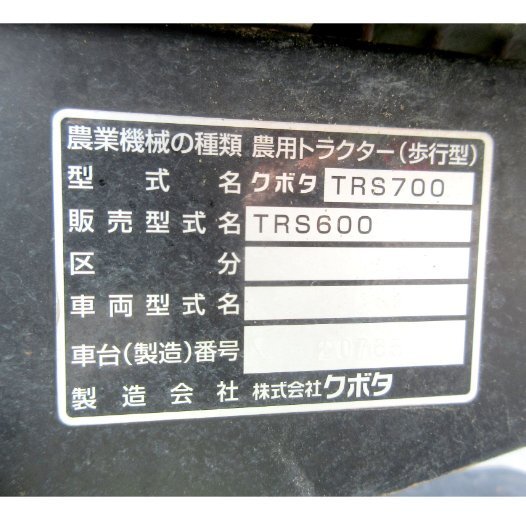 農業機械の種類 農用トラクター(歩行型)
型式名 クボタ TRS700
販売型式名 TRS600
区分
車両型式名
車台(製造)番号
製造会社 株式会社クボタ